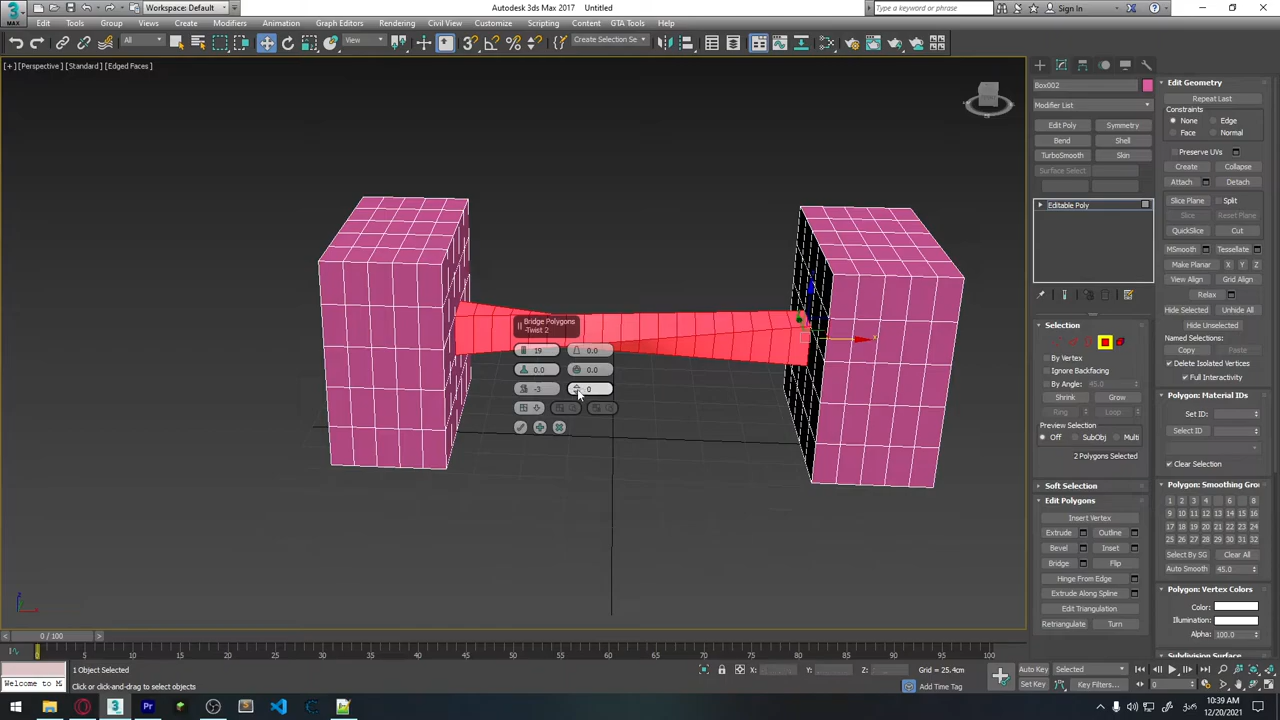 Workspace: Default
Autodesk 3ds Max 2017 Untitled
Type a keyword or phrase
Sign In
Edit Tools Group Views Create Modifiers Animation Graph Editors Rendering Civil View Customize Scripting Content GTA Tools Help
All
View
Create Selection Se
[+] [Perspective] [Standard] [Edged Faces]
Bridge Polygons
-Twist 2
19 0.0
0.0 0.0
-3 0
Box002
Modifier List
Edit Poly Symmetry
Bend Shell
TurboSmooth Skin
Surface Select
Editable Poly
Selection
By Vertex
Ignore Backfacing
By Angle: 45.0
Shrink Grow
Ring Loop
Preview Selection
Off SubObj Multi
2 Polygons Selected
Soft Selection
Edit Polygons
Insert Vertex
Extrude Outline
Bevel Inset
Bridge Flip
Hinge From Edge
Extrude Along Spline
Edit Triangulation
Retriangulate Turn
Edit Geometry
Repeat Last
Constraints
None Edge
Face Normal
Preserve UVs
Create Collapse
Attach Detach
Slice Plane Split
Slice Reset Plane
QuickSlice Cut
MSmooth Tessellate
Make Planar X Y Z
View Align Grid Align
Relax
Hide Selected Unhide All
Hide Unselected
Named Selections:
Copy Paste
Delete Isolated Vertices
Full Interactivity
Polygon: Material IDs
Set ID:
Select ID
Clear Selection
Polygon: Smoothing Gro
1 2 3 4 6 7 8
9 10 11 12 13 14 15 16
17 18 19 20 21 22 23 24
25 26 27 28 29 30 31 32
Select By SG Clear All
Auto Smooth 45.0
Polygon: Vertex Colors
Color:
Illumination:
Alpha: 100.0
Subdivision Surface
0 / 100
0 5 10 15 20 25 30 35 40 45 50 55 60 65 70 75 80 85 90 95 100
Welcome to M
1 Object Selected
Click or click-and-drag to select objects
X: Y: Z: Grid = 25.4cm
Add Time Tag
Auto Key Selected
Set Key Key Filters...
0
10:39 AM
12/20/2021